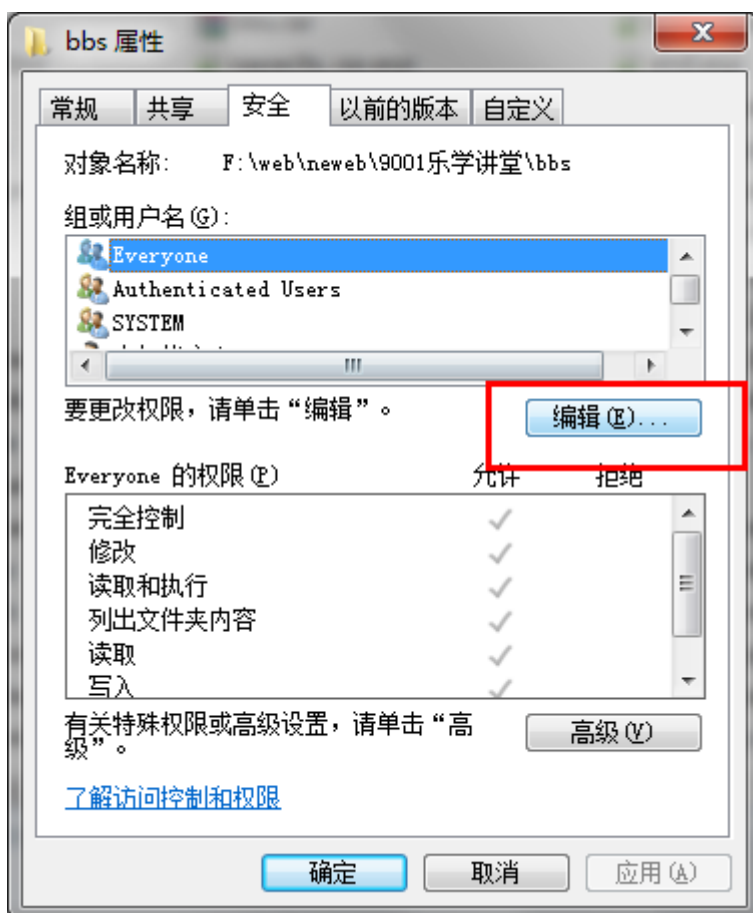 bbs 属性
常规 共享 安全 以前的版本 自定义
对象名称: F:\web\neweb\9001乐学讲堂\bbs
组或用户名(G):
Everyone
Authenticated Users
SYSTEM
要更改权限，请单击“编辑”。 编辑(E)...
Everyone 的权限(P) 允许 拒绝
完全控制
修改
读取和执行
列出文件夹内容
读取
写入
有关特殊权限或高级设置，请单击“高
级”。 高级(V)
了解访问控制和权限
确定 取消 应用(A)